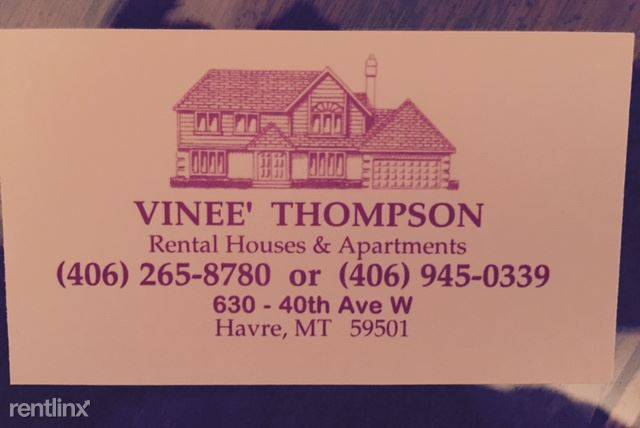 VINEE' THOMPSON
Rental Houses & Apartments
(406) 265-8780 or (406) 945-0339
630 - 40th Ave W
Havre, MT 59501
rentlinx